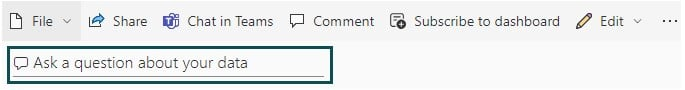 File Share Chat in Teams Comment Subscribe to dashboard Edit ...
Ask a question about your data